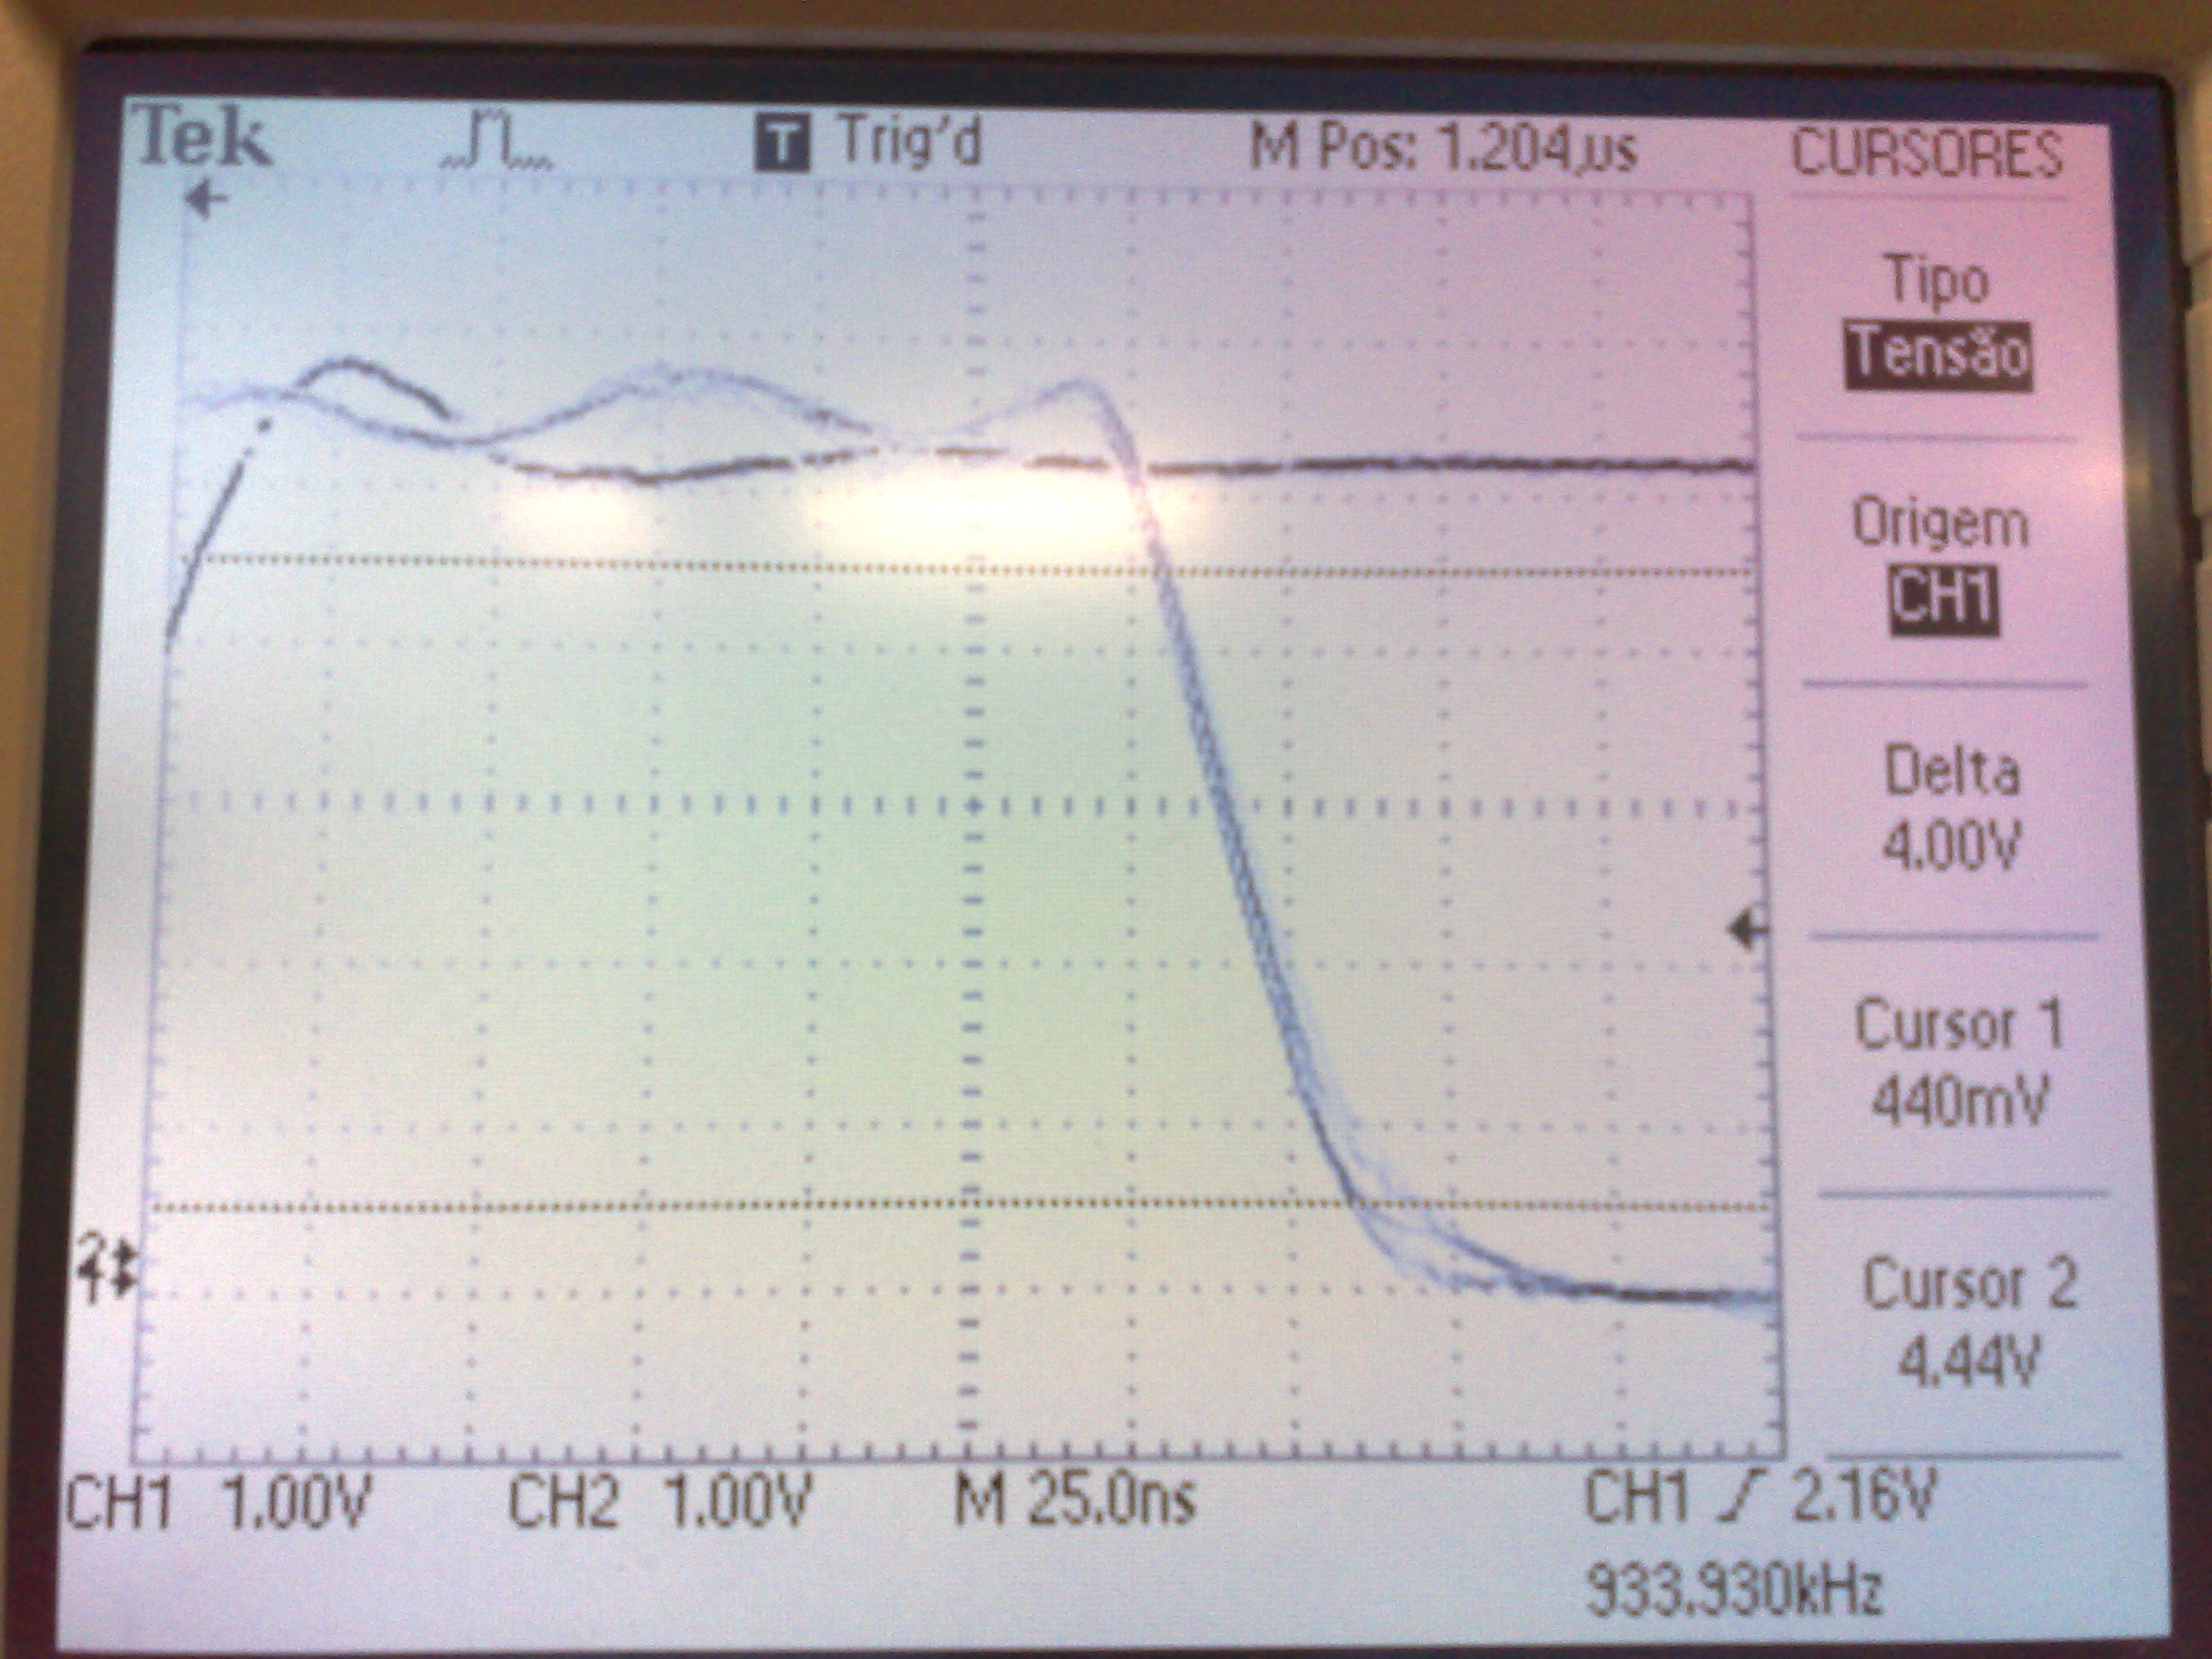 Tek T Trig'd M Pos: 1.204µs CURSORES
Tipo
Tensão
Origem
CH1
Delta
4.00V
Cursor 1
440mV
Cursor 2
4.44V
2
CH1 1.00V CH2 1.00V M 25.0ns CH1 2.16V
933.930kHz